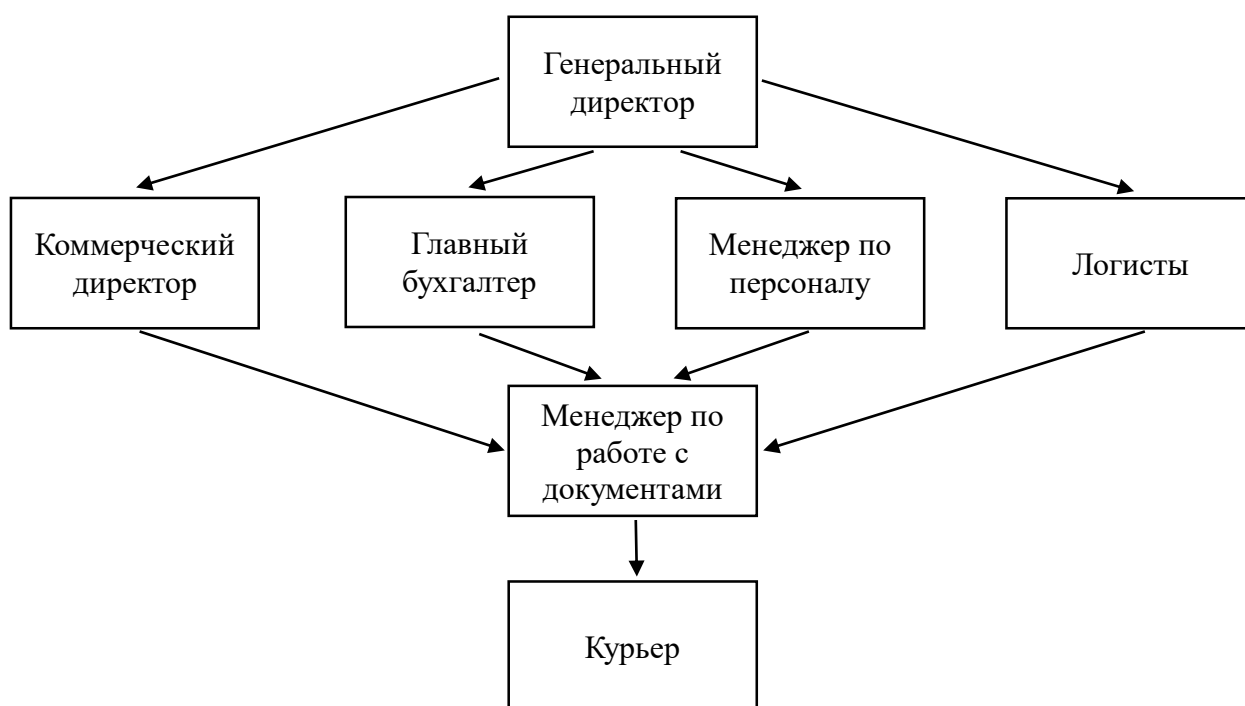 Генеральный
директор
Коммерческий
директор
Главный
бухгалтер
Менеджер по
персоналу
Логисты
Менеджер по
работе с
документами
Курьер